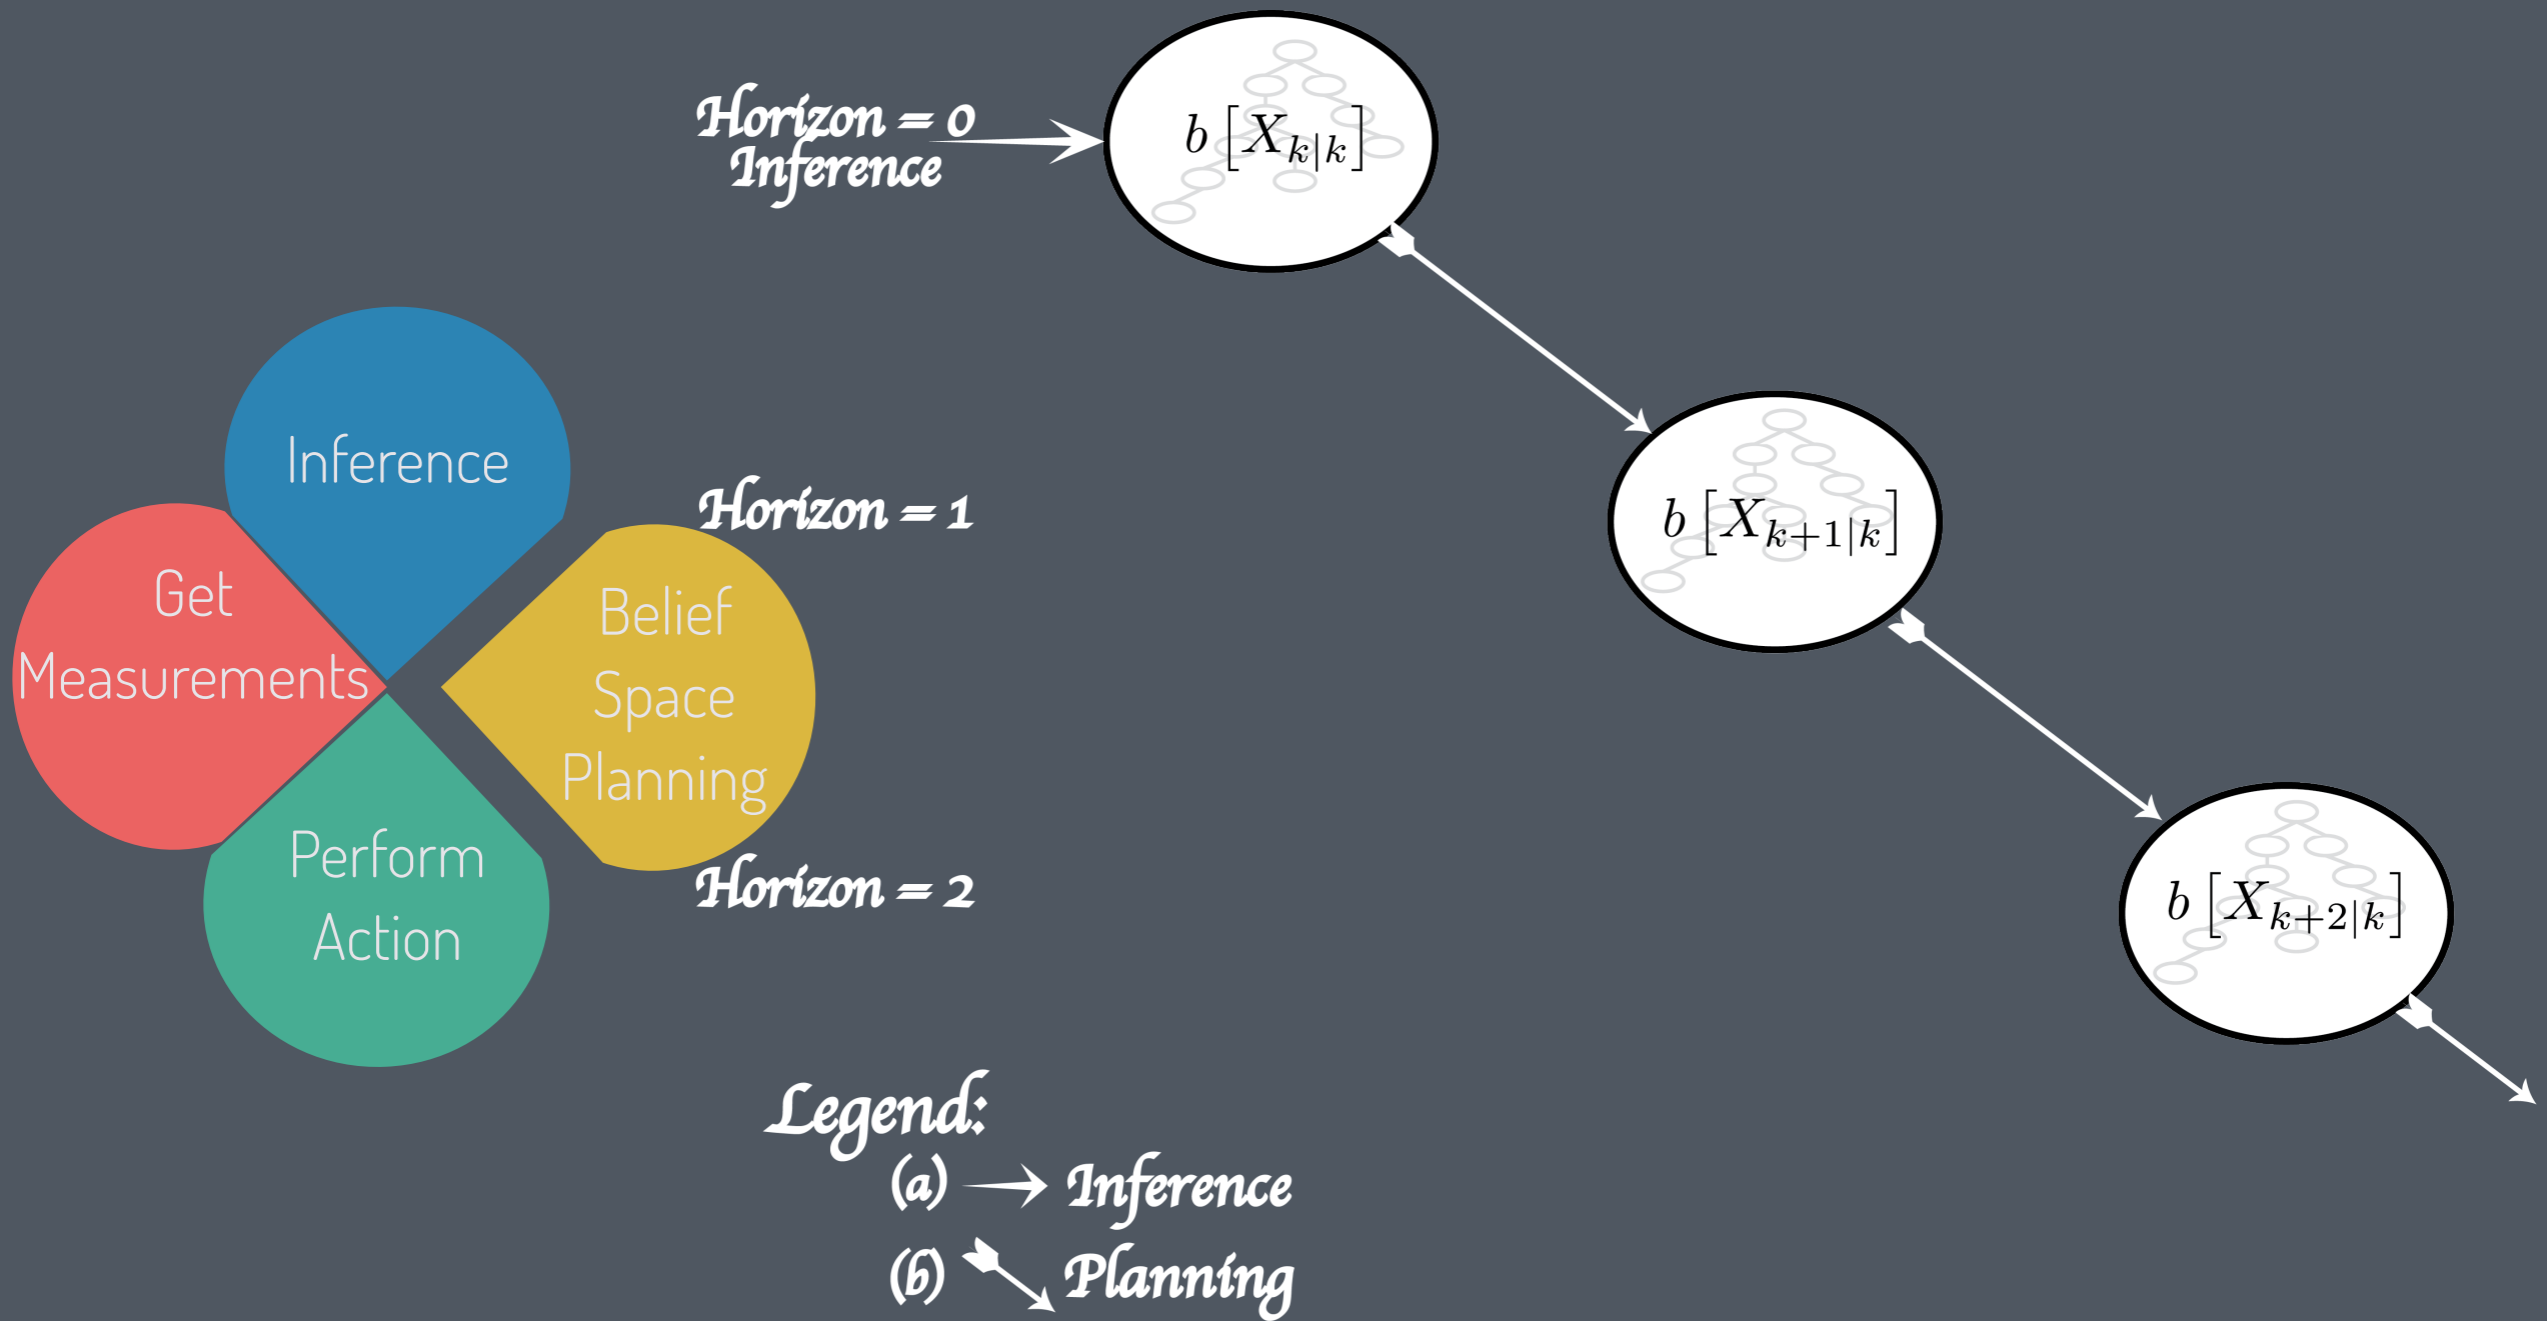 Horizon = 0
Inference
b [X_{k|k}]
Inference
Get
Measurements
Perform
Action
Belief
Space
Planning
Horizon = 1
b [X_{k+1|k}]
Horizon = 2
b [X_{k+2|k}]
Legend:
(a) Inference
(b) Planning